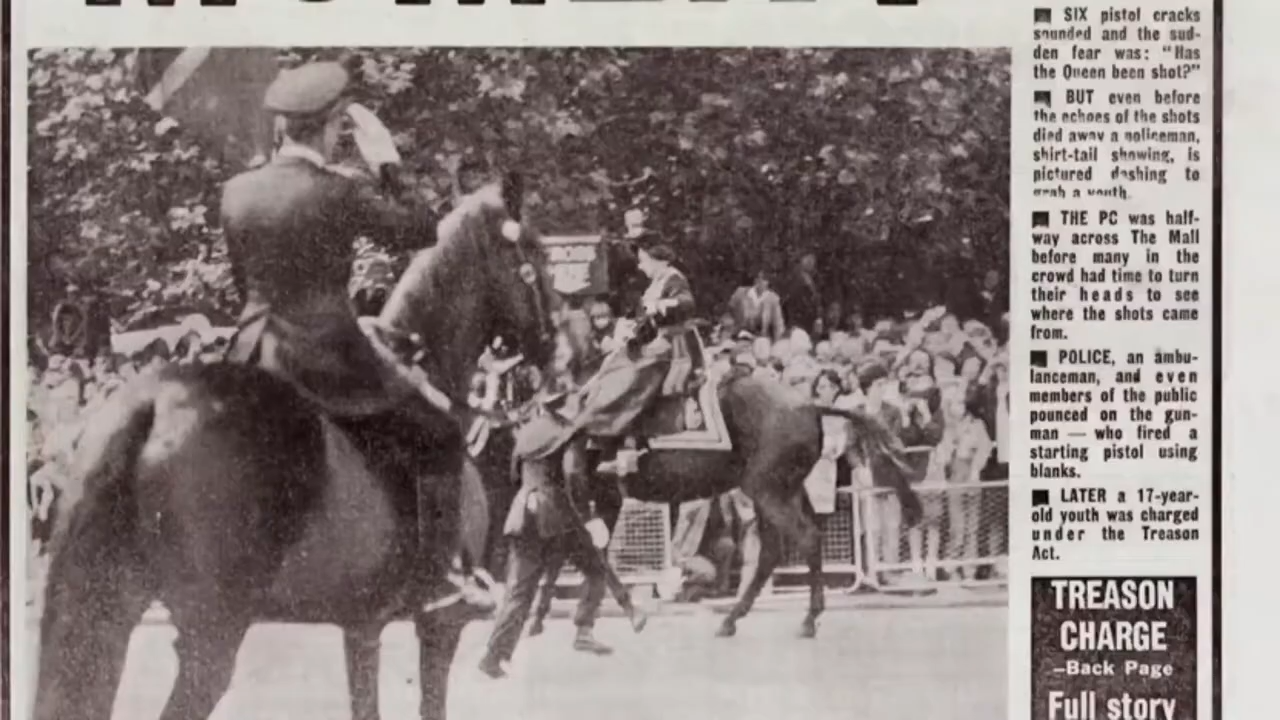 SIX pistol cracks
sounded and the sud-
den fear was: "Has
the Queen been shot?"
BUT even before
the echoes of the shots
died away a policeman,
shirt-tail showing, is
pictured dashing to
grab a youth.
THE PC was half-
way across The Mall
before many in the
crowd had time to turn
their heads to see
where the shots came
from.
POLICE, an ambu-
lanceman, and even
members of the public
pounced on the gun-
man — who fired a
starting pistol using
blanks.
LATER a 17-year-
old youth was charged
under the Treason
Act.
TREASON
CHARGE
–Back Page
Full story